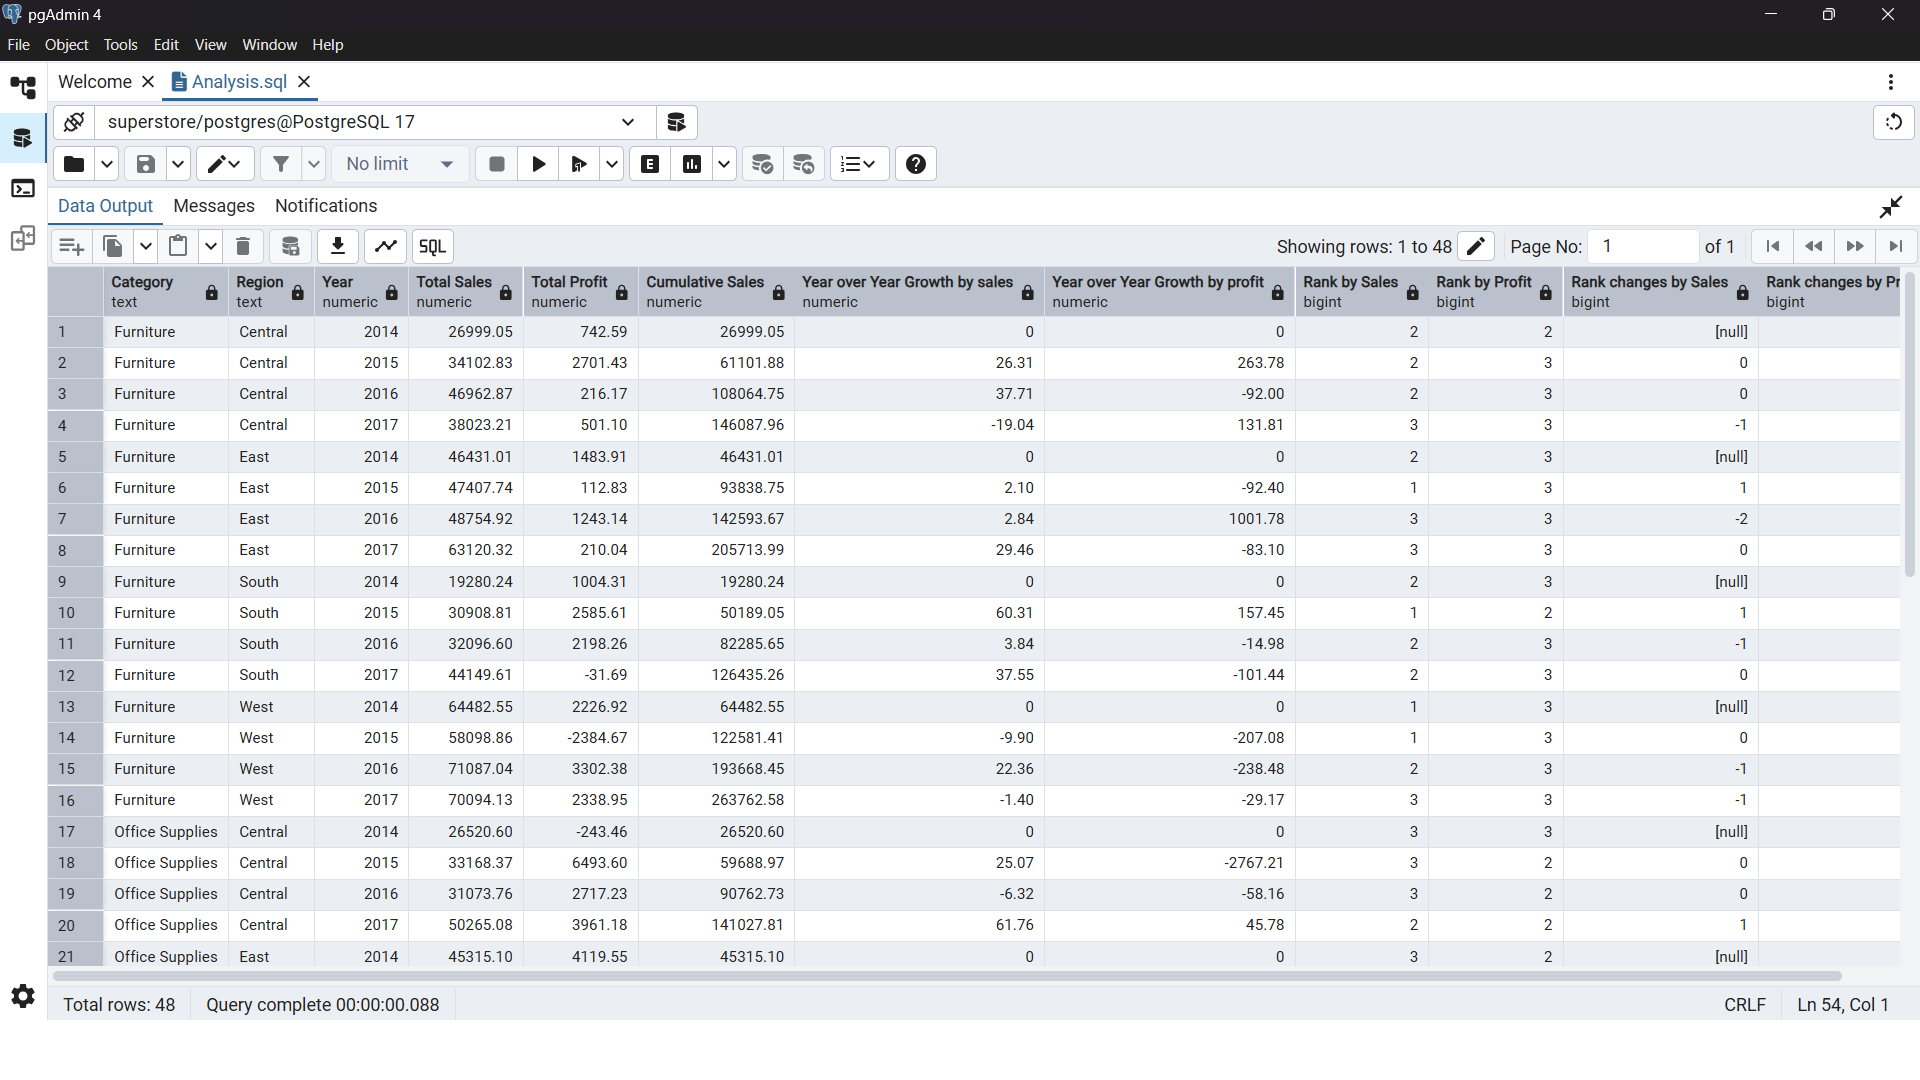 pgAdmin 4
File Object Tools Edit View Window Help
Welcome Analysis.sql
superstore/postgres@PostgreSQL 17
No limit E
Data Output Messages Notifications
SQL Showing rows: 1 to 48 Page No: 1 of 1
Category Region Year Total Sales Total Profit Cumulative Sales Year over Year Growth by sales Year over Year Growth by profit Rank by Sales Rank by Profit Rank changes by Sales Rank changes by Pr
text text numeric numeric numeric numeric numeric numeric bigint bigint bigint bigint
1 Furniture Central 2014 26999.05 742.59 26999.05 0 0 2 2 [null]
2 Furniture Central 2015 34102.83 2701.43 61101.88 26.31 263.78 2 3 0
3 Furniture Central 2016 46962.87 216.17 108064.75 37.71 -92.00 2 3 0
4 Furniture Central 2017 38023.21 501.10 146087.96 -19.04 131.81 3 3 -1
5 Furniture East 2014 46431.01 1483.91 46431.01 0 0 2 3 [null]
6 Furniture East 2015 47407.74 112.83 93838.75 2.10 -92.40 1 3 1
7 Furniture East 2016 48754.92 1243.14 142593.67 2.84 1001.78 3 3 -2
8 Furniture East 2017 63120.32 210.04 205713.99 29.46 -83.10 3 3 0
9 Furniture South 2014 19280.24 1004.31 19280.24 0 0 2 3 [null]
10 Furniture South 2015 30908.81 2585.61 50189.05 60.31 157.45 1 2 1
11 Furniture South 2016 32096.60 2198.26 82285.65 3.84 -14.98 2 3 -1
12 Furniture South 2017 44149.61 -31.69 126435.26 37.55 -101.44 2 3 0
13 Furniture West 2014 64482.55 2226.92 64482.55 0 0 1 3 [null]
14 Furniture West 2015 58098.86 -2384.67 122581.41 -9.90 -207.08 1 3 0
15 Furniture West 2016 71087.04 3302.38 193668.45 22.36 -238.48 2 3 -1
16 Furniture West 2017 70094.13 2338.95 263762.58 -1.40 -29.17 3 3 -1
17 Office Supplies Central 2014 26520.60 -243.46 26520.60 0 0 3 3 [null]
18 Office Supplies Central 2015 33168.37 6493.60 59688.97 25.07 -2767.21 3 2 0
19 Office Supplies Central 2016 31073.76 2717.23 90762.73 -6.32 -58.16 3 2 0
20 Office Supplies Central 2017 50265.08 3961.18 141027.81 61.76 45.78 2 2 1
21 Office Supplies East 2014 45315.10 4119.55 45315.10 0 0 3 2 [null]
Total rows: 48 Query complete 00:00:00.088 CRLF Ln 54, Col 1